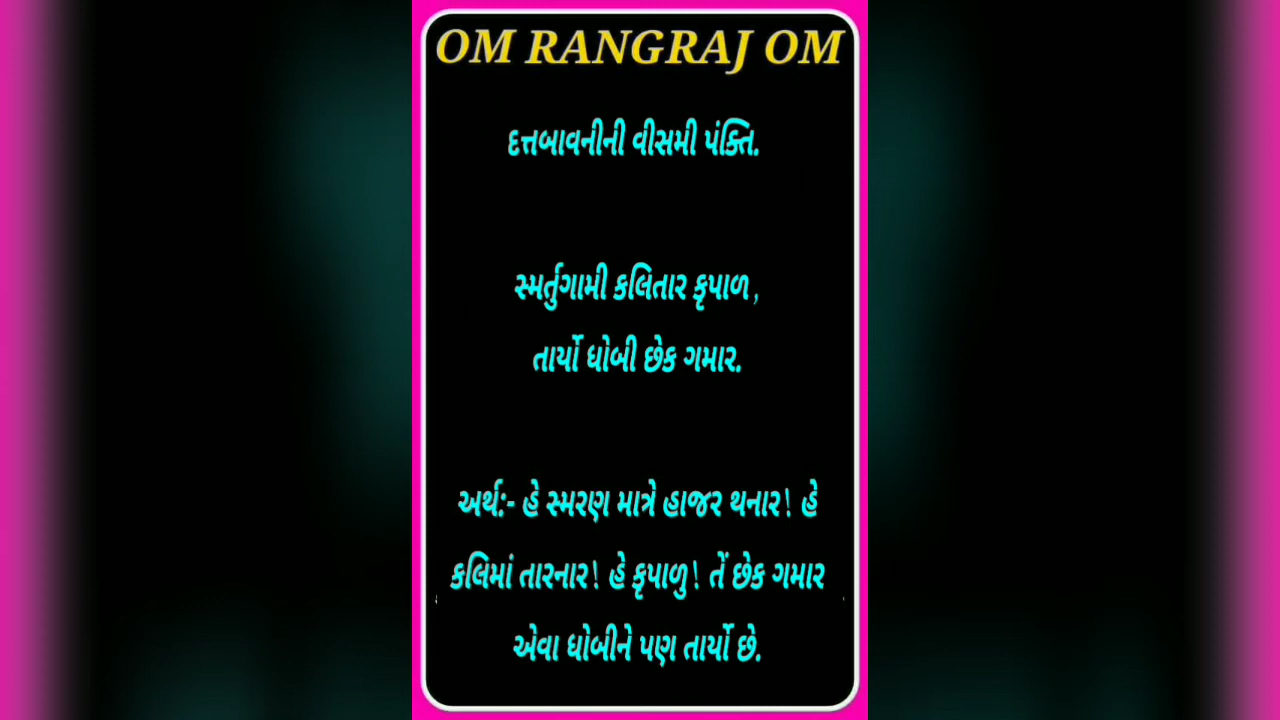 OM RANGRAJ OM
દત્તબાવનીની વીસમી પંક્તિ.
સ્મર્તુગામી કલિતાર કૃપાળ,
તાર્યો ધોબી છેક ગમાર.
અર્થ:- હે સ્મરણ માત્રે હાજર થનાર! હે
કલિમાં તારનાર! હે કૃપાળુ! તેં છેક ગમાર
એવા ધોબીને પણ તાર્યો છે.